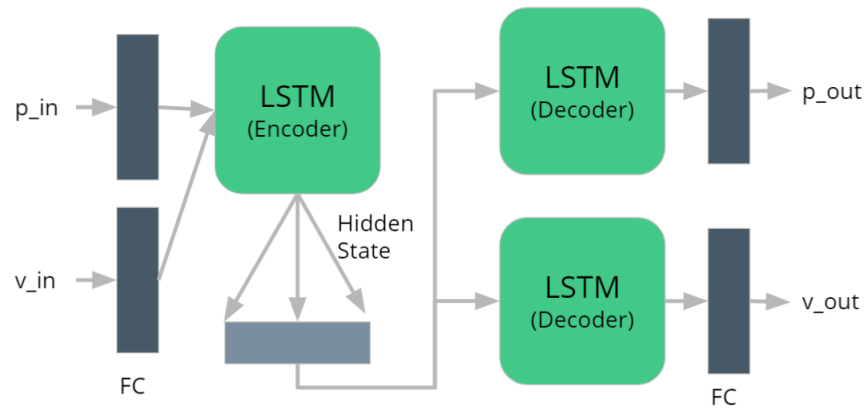 p_in
v_in
FC
LSTM
(Encoder)
Hidden
State
LSTM
(Decoder)
p_out
LSTM
(Decoder)
v_out
FC